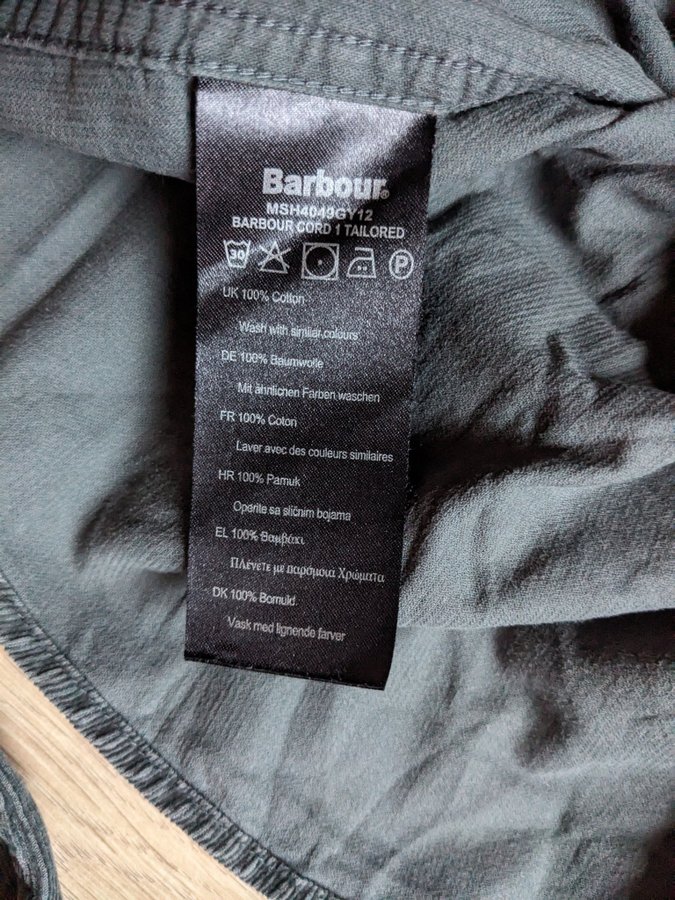 Barbour®
MSH4049GY12
BARBOUR CORD 1 TAILORED
30 P
UK 100% Cotton
Wash with similar colours
DE 100% Baumwolle
Mit ähnlichen Farben waschen
FR 100% Coton
Laver avec des couleurs similaires
HR 100% Pamuk
Operite sa sličnim bojama
EL 100% Βαμβάκι
Πλένετε με παρόμοια Χρώματα
DK 100% Bomuld
Vask med lignende farver